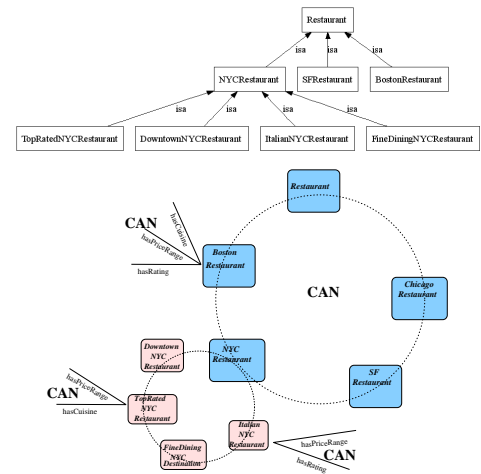 Restaurant
isa
isa
isa
NYCRestaurant
SFRestaurant
BostonRestaurant
isa
isa
isa
isa
TopRatedNYCRestaurant
DowntownNYCRestaurant
ItalianNYCRestaurant
FineDiningNYCRestaurant
Restaurant
CAN
hasCuisine
hasPriceRange
hasRating
Boston
Restaurant
CAN
Chicago
Restaurant
Downtown
NYC
Restaurant
NYC
Restaurant
SF
Restaurant
hasPriceRange
CAN
hasCuisine
TopRated
NYC
Restaurant
Italian
NYC
Restaurant
hasPriceRange
hasRating
CAN
FineDining
NYC
Destination